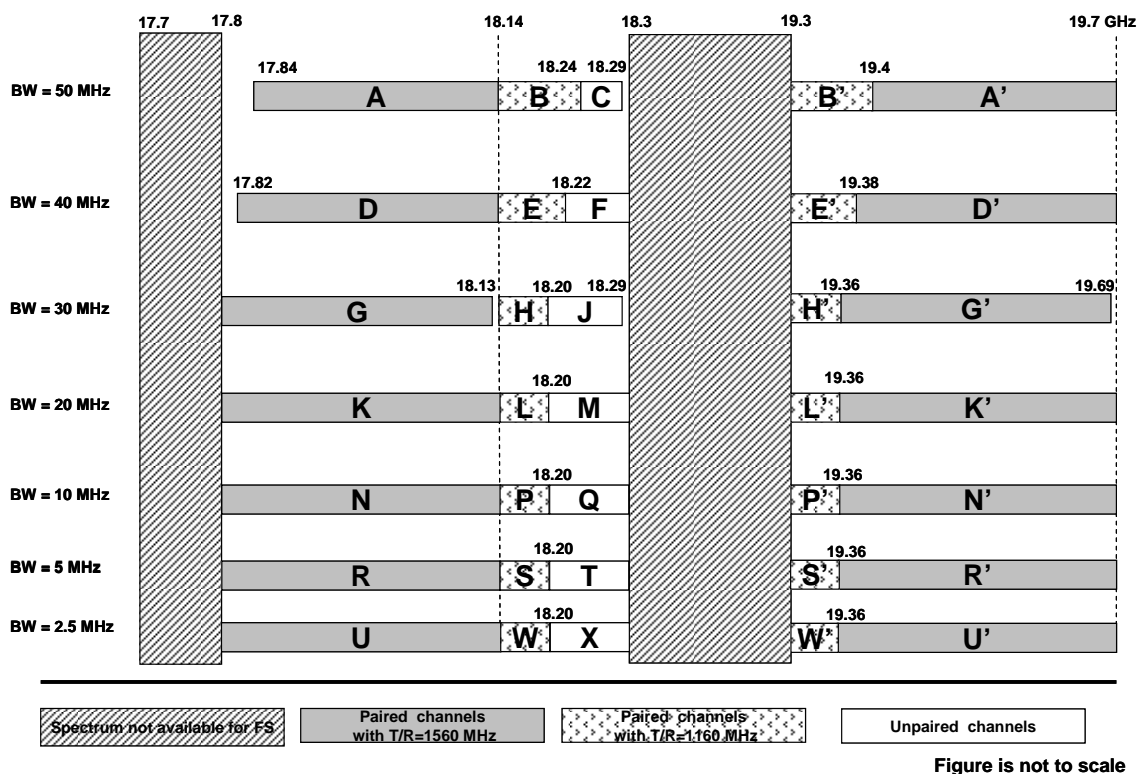 17.7 17.8 18.14 18.3 19.3 19.7 GHz
17.84 18.24 18.29 19.4
BW = 50 MHz A B C B' A'
17.82 18.22 19.38
BW = 40 MHz D E F E' D'
18.13 18.20 18.29 19.36 19.69
BW = 30 MHz G H J H' G'
18.20 19.36
BW = 20 MHz K L M L' K'
18.20 19.36
BW = 10 MHz N P Q P' N'
18.20 19.36
BW = 5 MHz R S T S' R'
18.20 19.36
BW = 2.5 MHz U W X W' U'
Spectrum not available for FS
Paired channels
with T/R=1560 MHz
Paired channels
with T/R=1160 MHz
Unpaired channels
Figure is not to scale